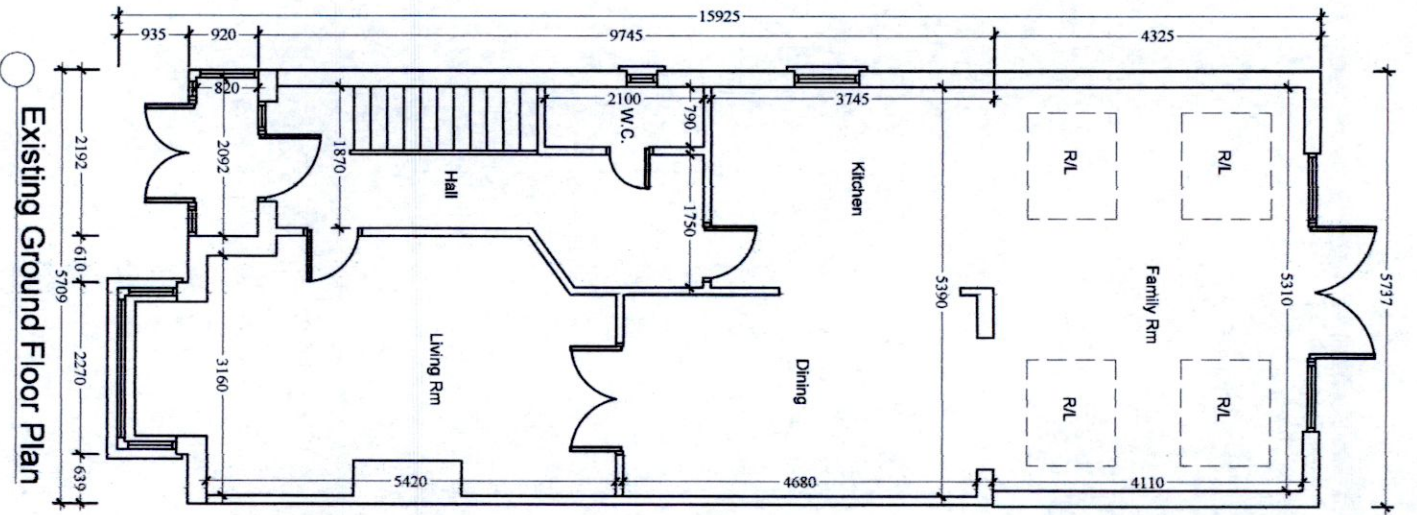 15925
935
920
9745
4325
820
2100
3745
790
W.C.
2192
2092
1870
Hall
1750
Kitchen
R/L
R/L
Existing Ground Floor Plan
610
5709
5390
Family Rm
5310
5737
2270
3160
Living Rm
Dining
R/L
R/L
639
5420
4680
4110